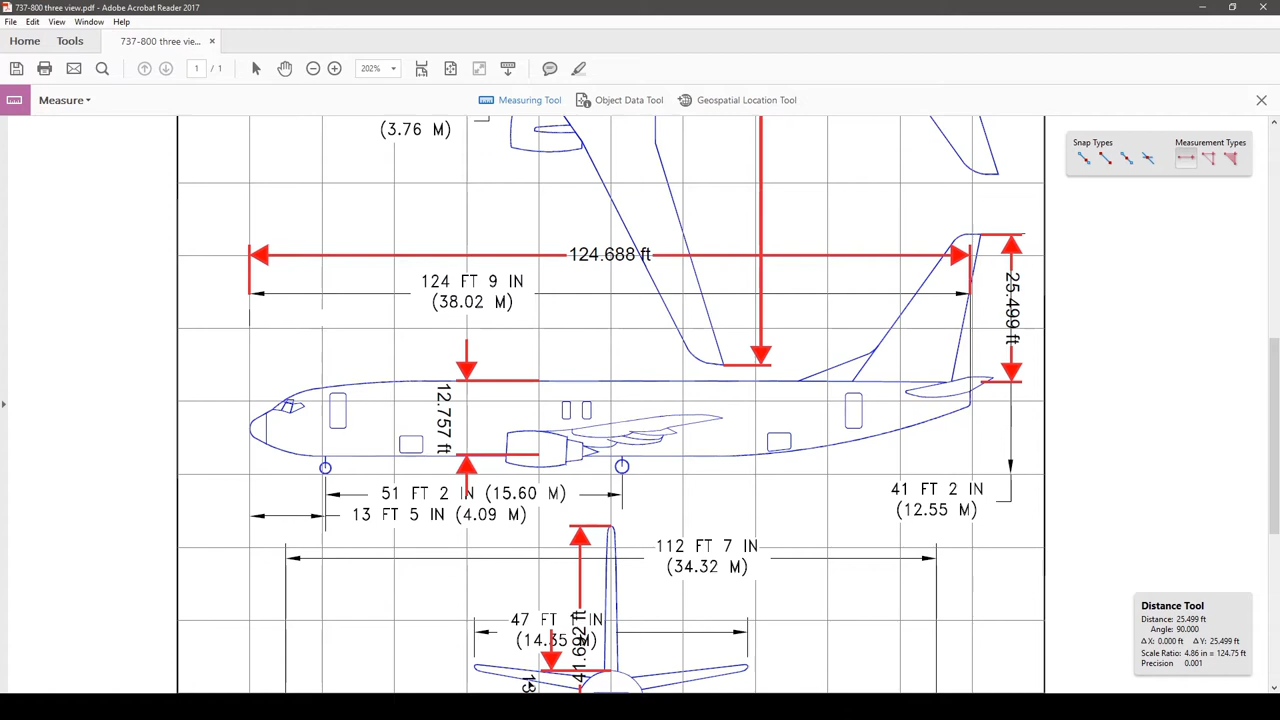 737-800 three view.pdf - Adobe Acrobat Reader 2017
File Edit View Window Help
Home Tools 737-800 three vie... ×
1 / 1 202%
Measure Measuring Tool Object Data Tool Geospatial Location Tool
Snap Types Measurement Types
(3.76 M)
124.688 ft
124 FT 9 IN
(38.02 M)
25.499 ft
12.757 ft
51 FT 2 IN (15.60 M)
13 FT 5 IN (4.09 M)
41 FT 2 IN
(12.55 M)
112 FT 7 IN
(34.32 M)
47 FT 1 IN
(14.35 M)
41.692 ft
Distance Tool
Distance: 25.499 ft
Angle: 90.000
Δ X: 0.000 ft Δ Y: 25.499 ft
Scale Ratio: 4.86 in = 124.75 ft
Precision 0.001